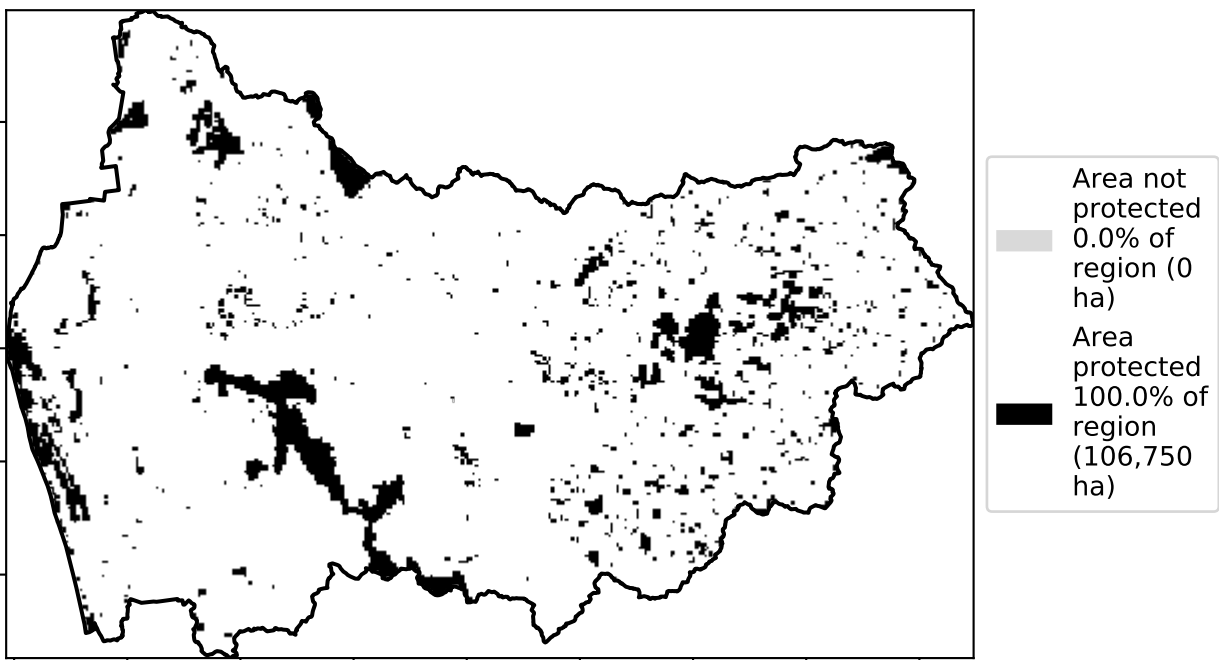 Area not
protected
0.0% of
region (0
ha)
Area
protected
100.0% of
region
(106,750
ha)